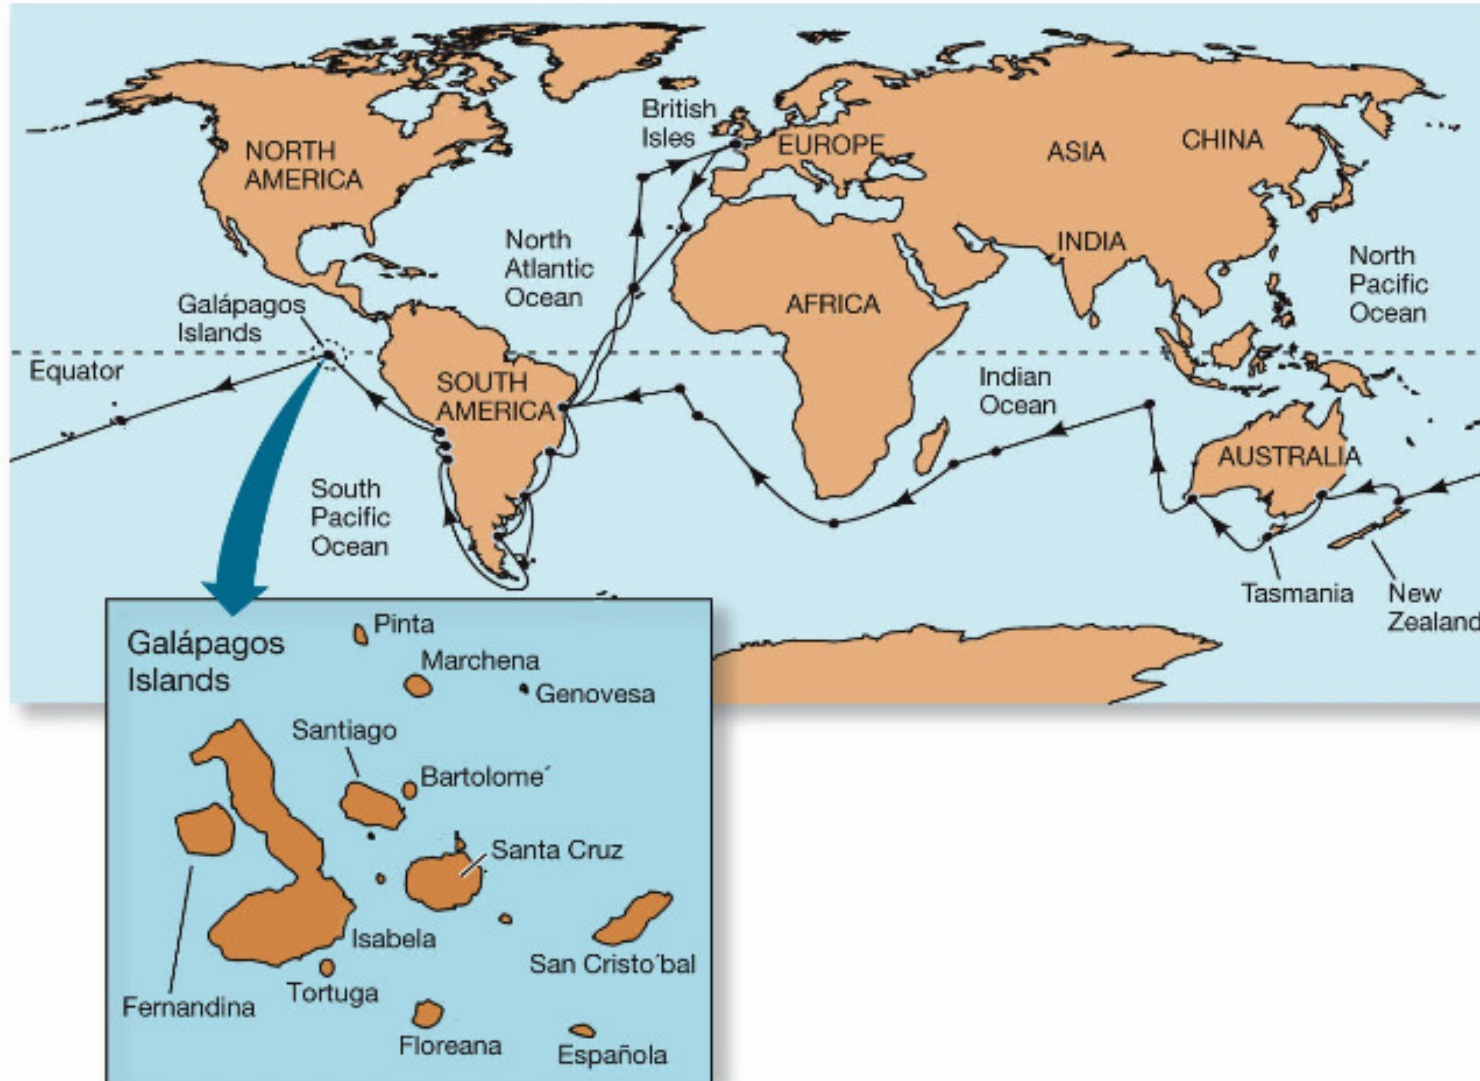 British
Isles
NORTH
AMERICA
EUROPE
ASIA
CHINA
North
Atlantic
Ocean
INDIA
North
Pacific
Ocean
Galápagos
Islands
AFRICA
Equator
SOUTH
AMERICA
Indian
Ocean
AUSTRALIA
South
Pacific
Ocean
Tasmania
New
Zealand
Galápagos
Islands
Pinta
Marchena
Genovesa
Santiago
Bartolome´
Santa Cruz
Isabela
San Cristo´bal
Fernandina
Tortuga
Floreana
Española